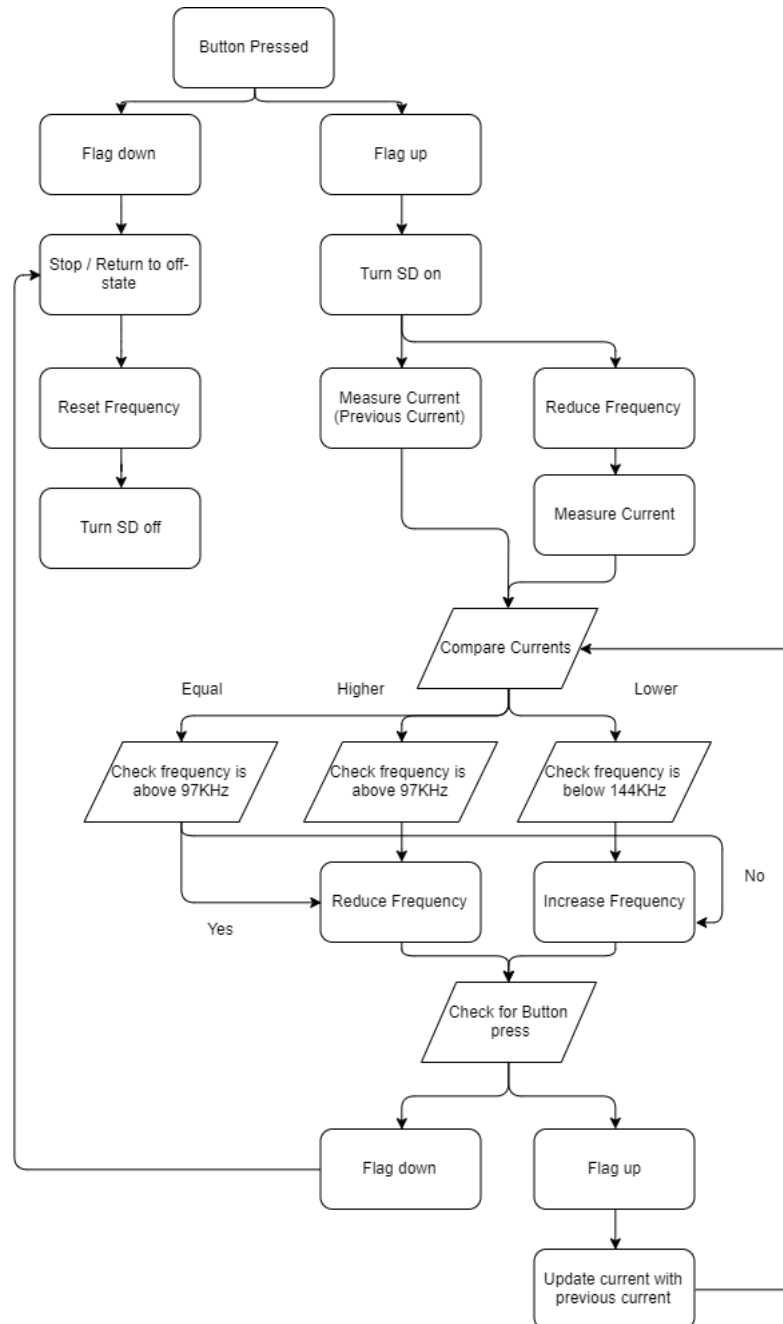 Button Pressed
Flag down
Flag up
Stop / Return to off-
state
Turn SD on
Reset Frequency
Measure Current
(Previous Current)
Reduce Frequency
Turn SD off
Measure Current
Compare Currents
Equal
Higher
Lower
Check frequency is
above 97KHz
Check frequency is
above 97KHz
Check frequency is
below 144KHz
Reduce Frequency
Increase Frequency
No
Yes
Check for Button
press
Flag down
Flag up
Update current with
previous current